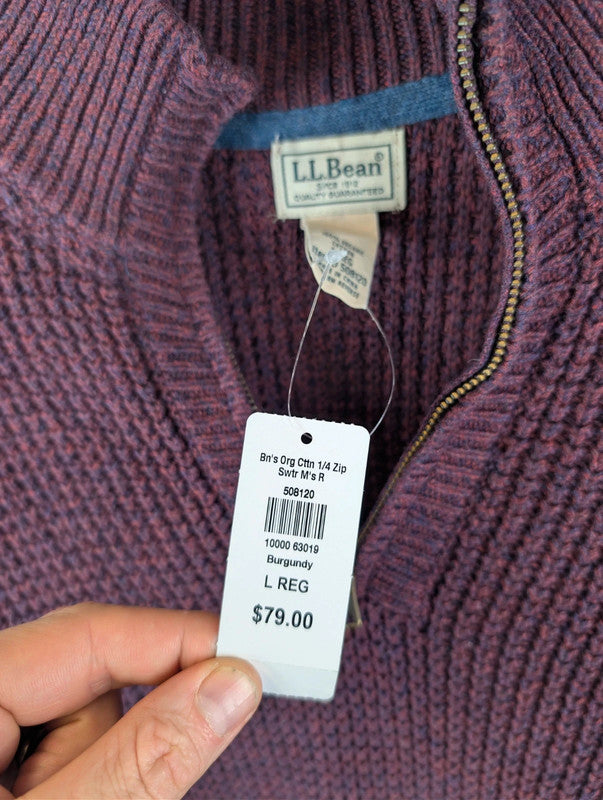 L.L.Bean®
SINCE 1912
QUALITY GUARANTEED
508120
Bn's Org Cttn 1/4 Zip
Swtr M's R
508120
10000 63019
Burgundy
L REG
$79.00